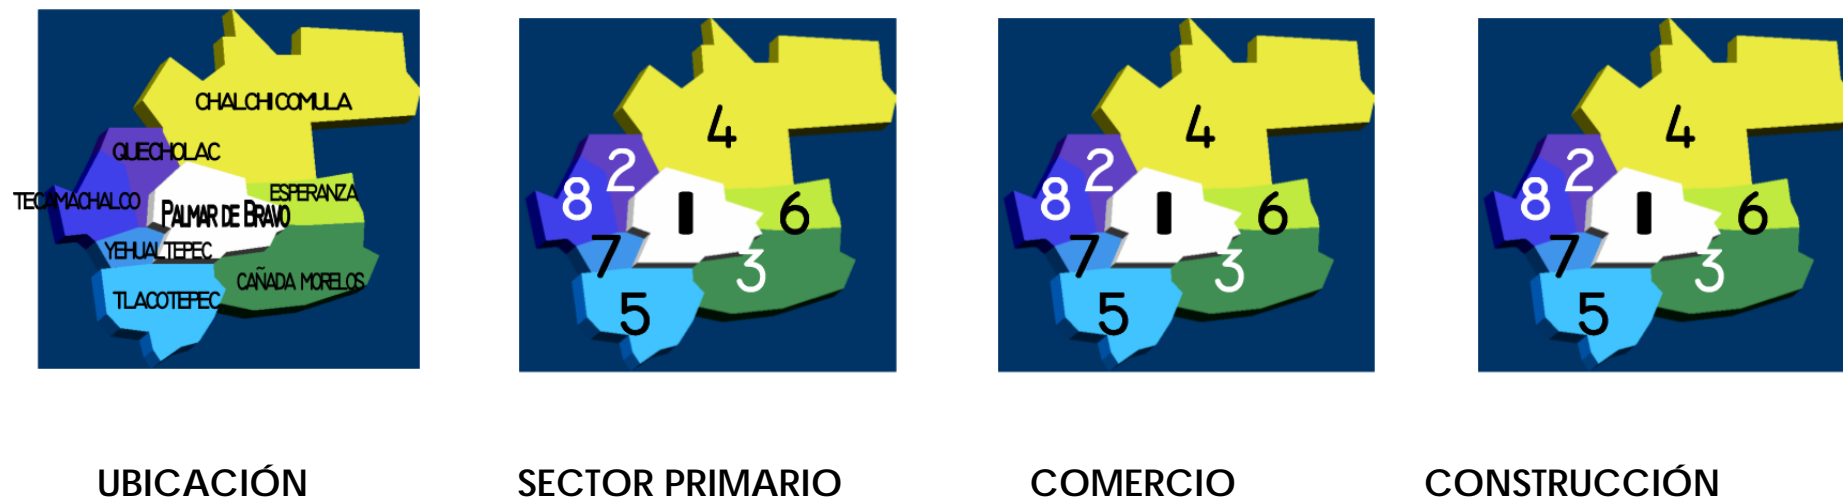 CHALCHICOMULA
QUECHOLAC
TECAMACHALCO
ESPERANZA
PALMAR DE BRAVO
YEHUALTEPEC
CAÑADA MORELOS
TLACOTEPEC
4
2
8
1
6
7
3
5
4
2
8
1
6
7
3
5
4
2
8
1
6
7
3
5
UBICACIÓN
SECTOR PRIMARIO
COMERCIO
CONSTRUCCIÓN